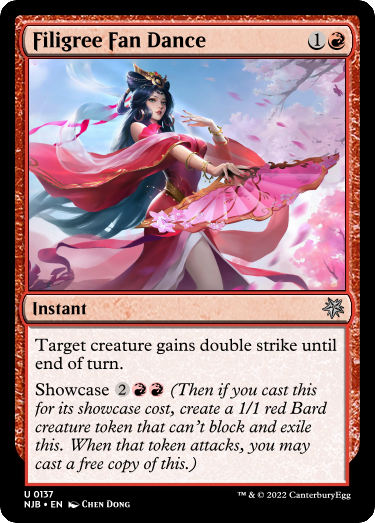 Filigree Fan Dance 1
Instant
Target creature gains double strike until
end of turn.
Showcase 2 (Then if you cast this
for its showcase cost, create a 1/1 red Bard
creature token that can't block and exile
this. When that token attacks, you may
cast a free copy of this.)
U 0137
NJB • EN Chen Dong
™ & © 2022 CanterburyEgg